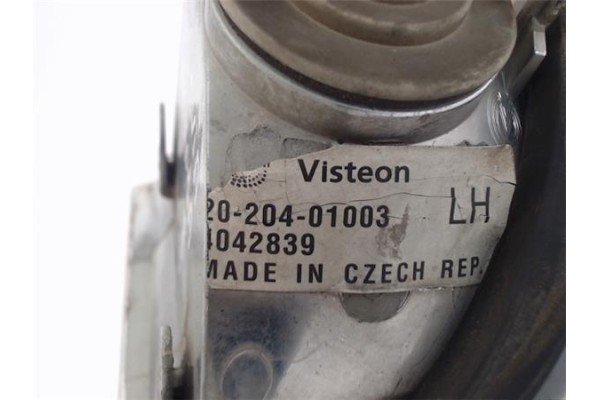 Visteon
20-204-01003 LH
4042839
MADE IN CZECH REP.